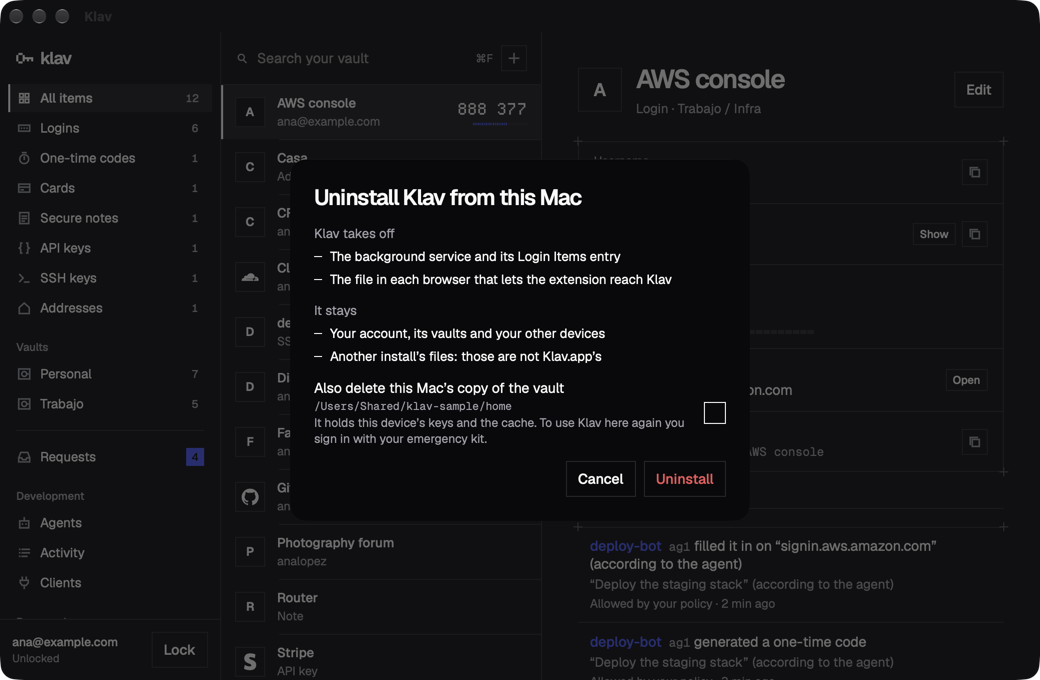 Klav
klav
Search your vault
⌘F
All items 12
Logins 6
One-time codes 1
Cards 1
Secure notes 1
API keys 1
SSH keys 1
Addresses 1
Vaults
Personal 7
Trabajo 5
Requests 4
Development
Agents
Activity
Clients
ana@example.com
Unlocked
Lock
A
AWS console
ana@example.com
888 377
C
Casa
C
D
D
F
P
Photography forum
analopez
R
Router
Note
S
Stripe
API key
A
AWS console
Login · Trabajo / Infra
Edit
Username
Show
Open
AWS console
Uninstall Klav from this Mac
Klav takes off
– The background service and its Login Items entry
– The file in each browser that lets the extension reach Klav
It stays
– Your account, its vaults and your other devices
– Another install’s files: those are not Klav.app’s
Also delete this Mac’s copy of the vault
/Users/Shared/klav-sample/home
It holds this device’s keys and the cache. To use Klav here again you
sign in with your emergency kit.
Cancel
Uninstall
deploy-bot ag1 filled it in on “signin.aws.amazon.com”
(according to the agent)
“Deploy the staging stack” (according to the agent)
Allowed by your policy · 2 min ago
deploy-bot ag1 generated a one-time code
“Deploy the staging stack” (according to the agent)
Allowed by your policy · 2 min ago